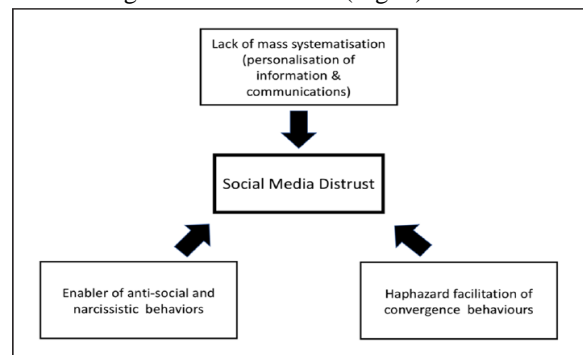 Lack of mass systematisation
(personalisation of
information &
communications)
Social Media Distrust
Enabler of anti-social and
narcissistic behaviors
Haphazard facilitation of
convergence behaviours